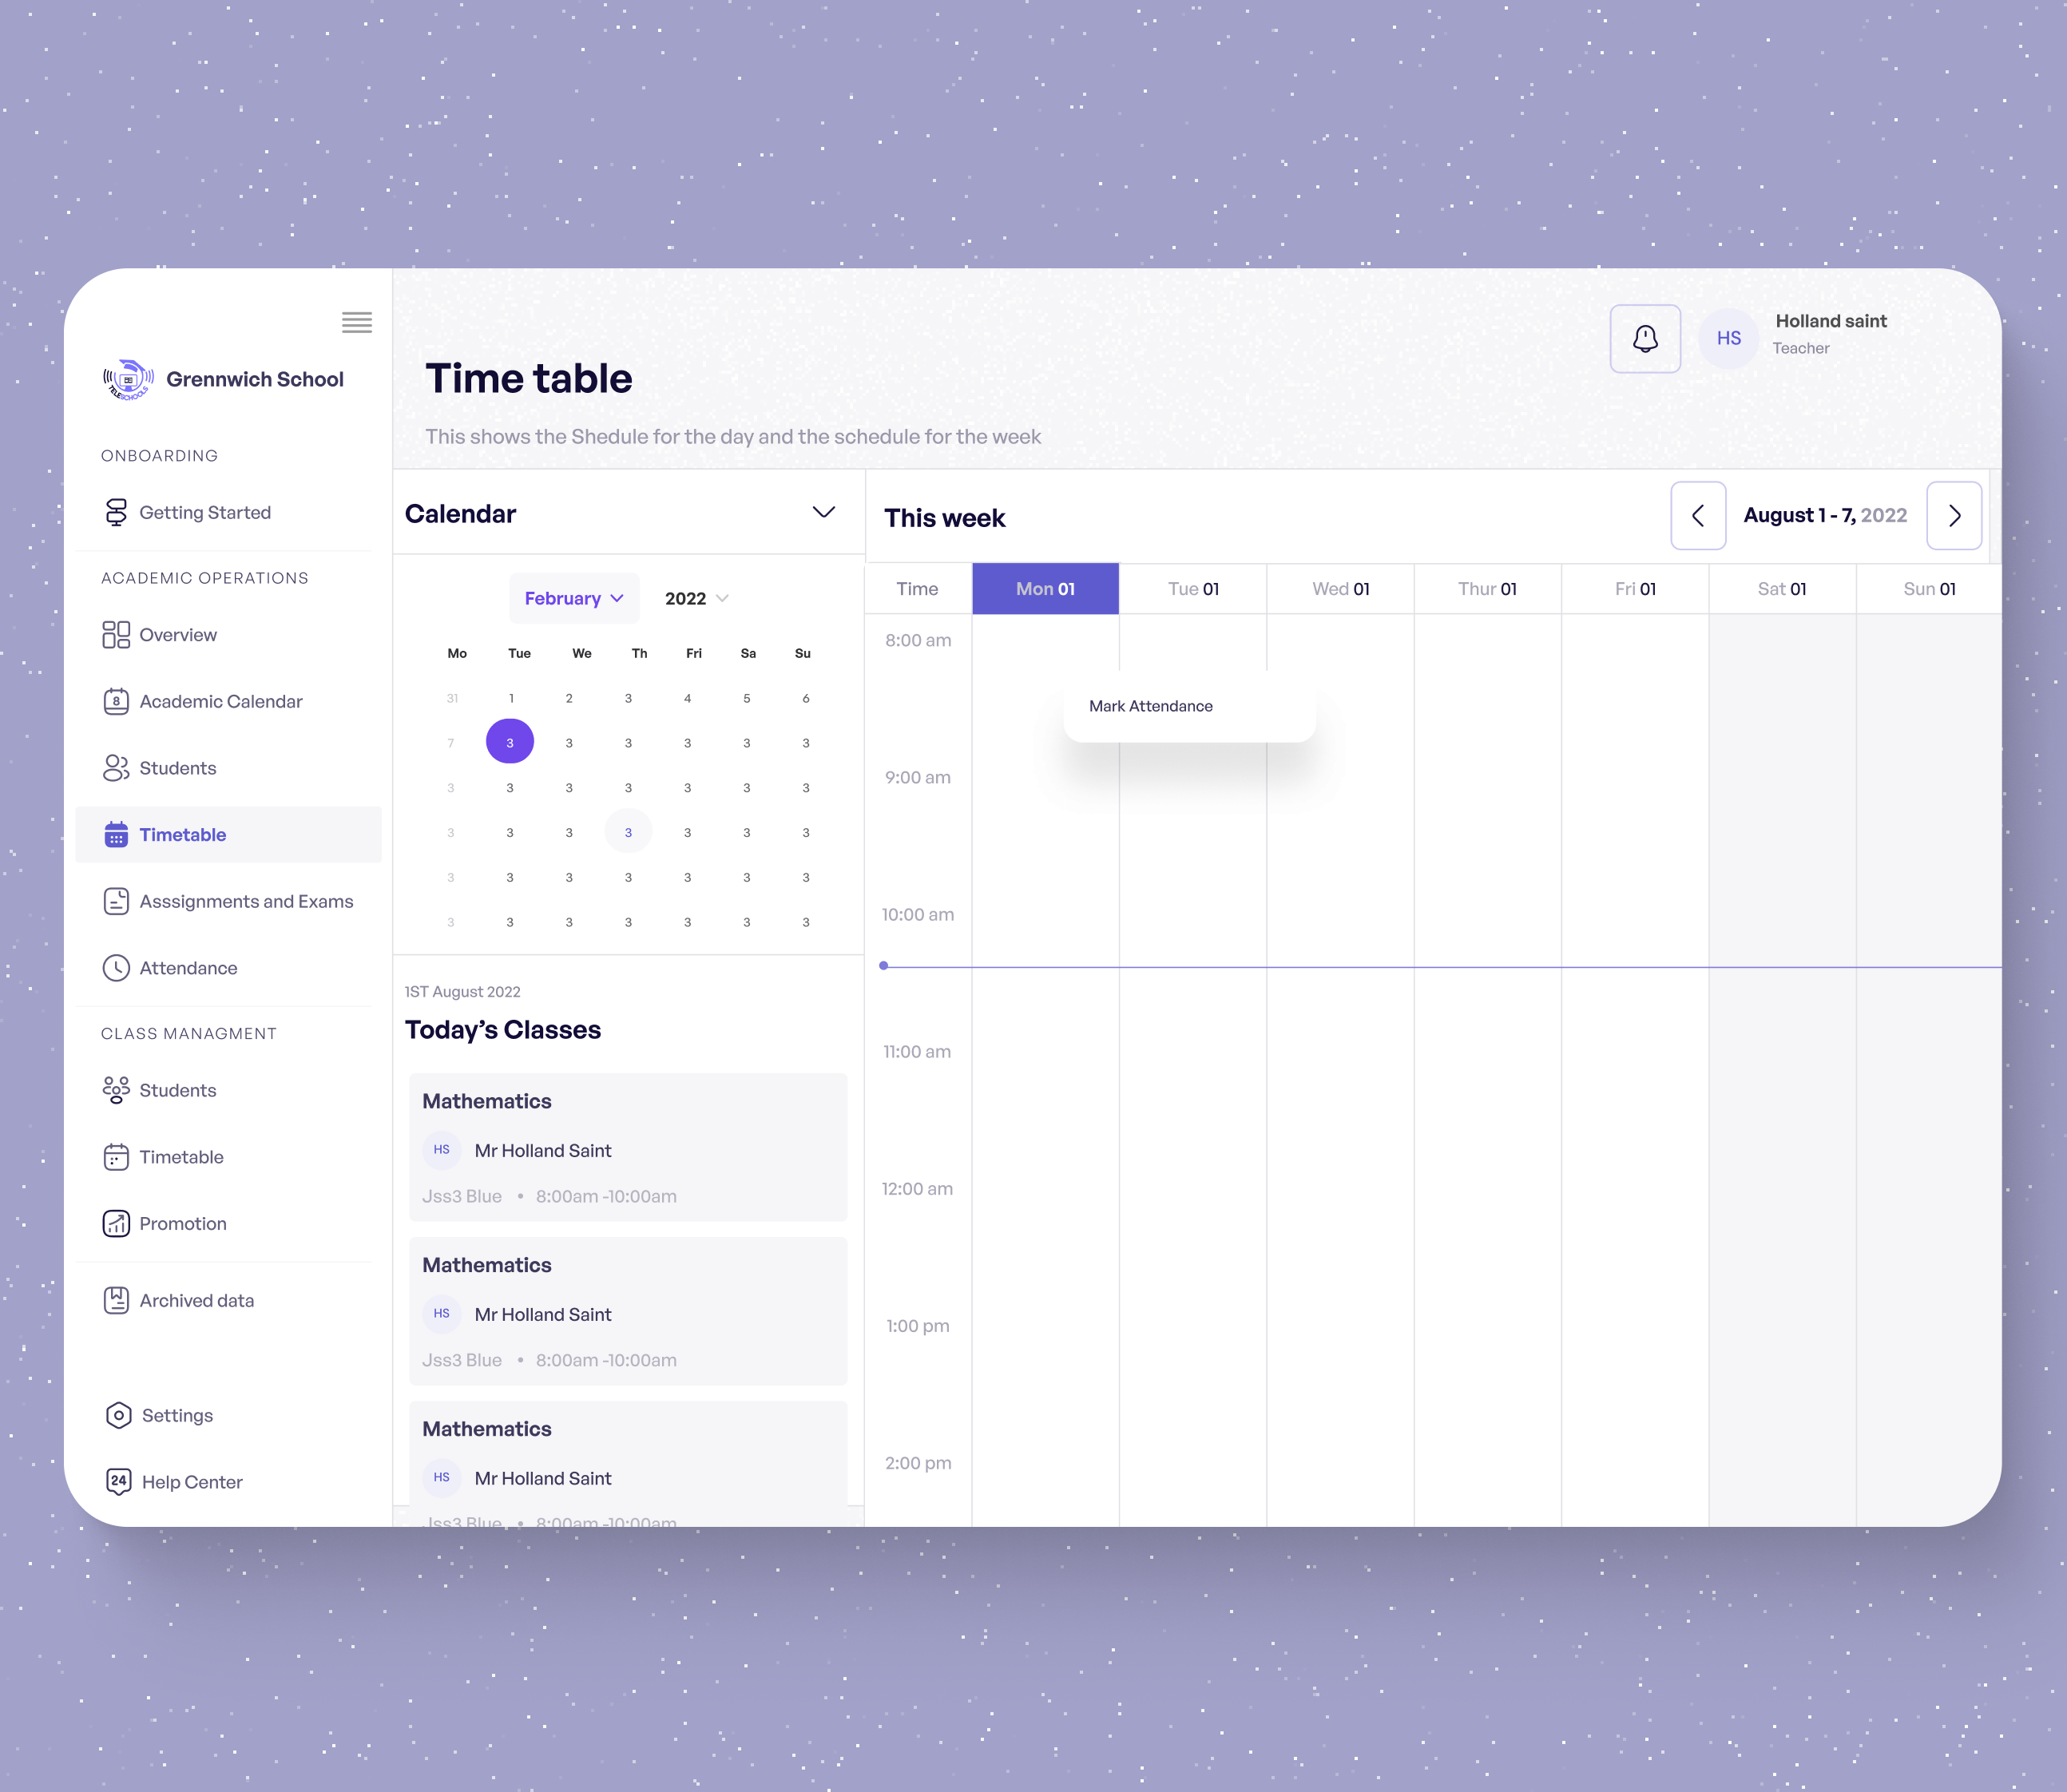 Grennwich School
TELESCHOOLS
ONBOARDING
Getting Started
ACADEMIC OPERATIONS
Overview
8
Academic Calendar
Students
Timetable
Asssignments and Exams
Attendance
CLASS MANAGMENT
Students
Timetable
Promotion
Archived data
Settings
24
Help Center
Time table
This shows the Shedule for the day and the schedule for the week
HS
Holland saint
Teacher
Calendar
February
2022
Mo Tue We Th Fri Sa Su
31 1 2 3 4 5 6
7 3 3 3 3 3 3
3 3 3 3 3 3 3
3 3 3 3 3 3 3
3 3 3 3 3 3 3
3 3 3 3 3 3 3
1ST August 2022
Today’s Classes
Mathematics
HS Mr Holland Saint
Jss3 Blue • 8:00am -10:00am
Mathematics
HS Mr Holland Saint
Jss3 Blue • 8:00am -10:00am
Mathematics
HS Mr Holland Saint
Jss3 Blue • 8:00am -10:00am
This week
August 1 - 7, 2022
Time Mon 01 Tue 01 Wed 01 Thur 01 Fri 01 Sat 01 Sun 01
8:00 am
Mark Attendance
9:00 am
10:00 am
11:00 am
12:00 am
1:00 pm
2:00 pm